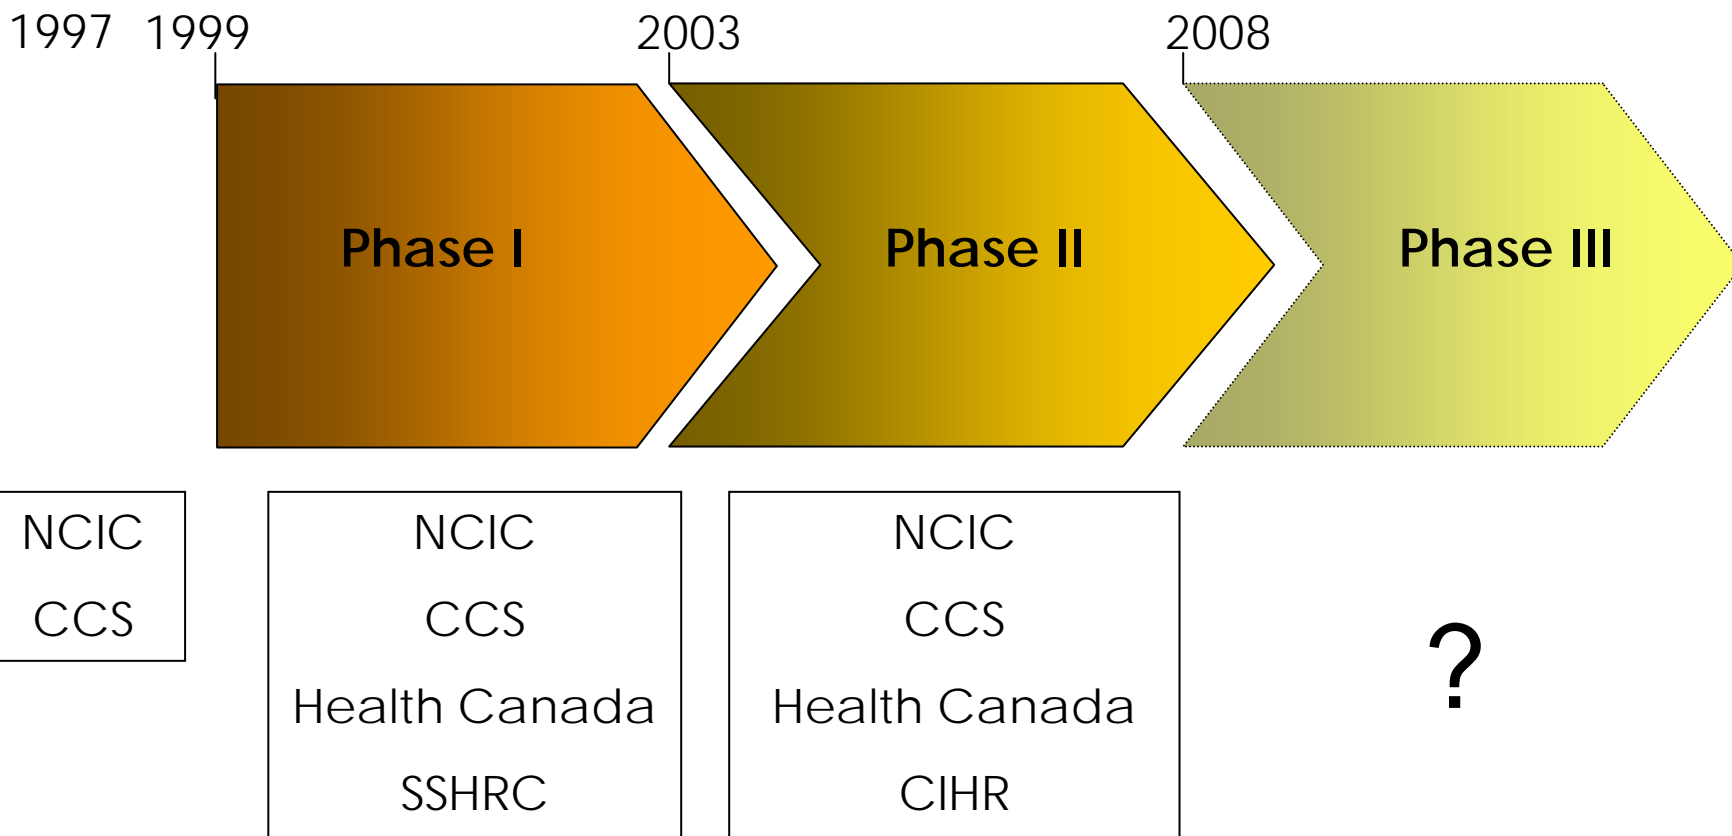 1997 1999 2003 2008
Phase I Phase II Phase III
NCIC
CCS
NCIC
CCS
Health Canada
SSHRC
NCIC
CCS
Health Canada
CIHR
?